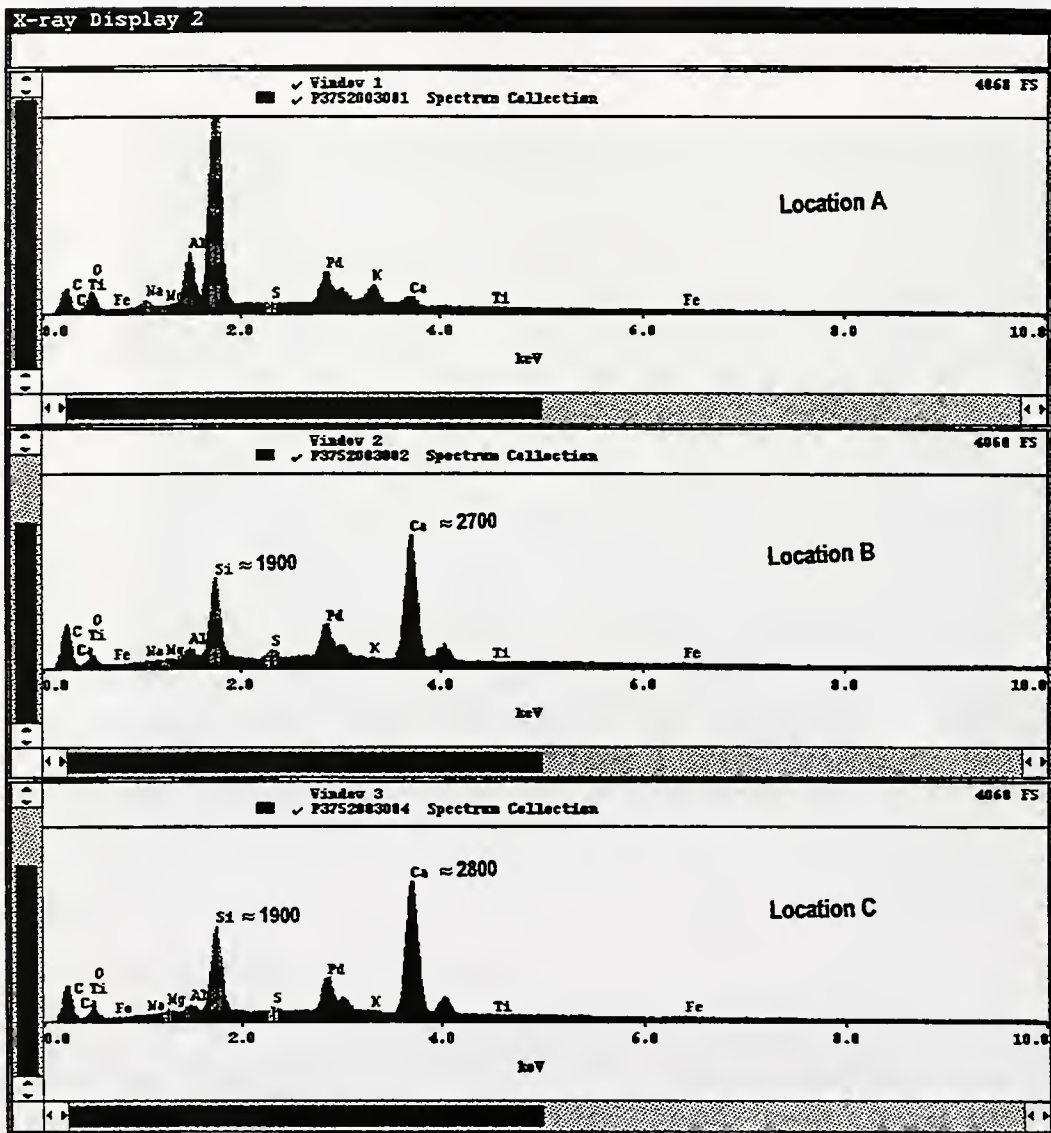 X-ray Display 2
✓ Window 1
4068 FS
✓ P3752003081 Spectrum Collection
Location A
Al
Pd
K
Ca
O
C Ti
C
Fe
Na
Mg
S
Ti
Fe
0.0 2.0 4.0 6.0 8.0 10.0
keV
Window 2
4068 FS
✓ P3752003082 Spectrum Collection
Ca ≈ 2700
Location B
Si ≈ 1900
Pd
O
C Ti
Ca
Fe
Na
Mg
Al
S
K
Ti
Fe
0.0 2.0 4.0 6.0 8.0 10.0
keV
Window 3
4068 FS
✓ P3752003084 Spectrum Collection
Ca ≈ 2800
Location C
Si ≈ 1900
Pd
O
C Ti
C
Fe
Na
Mg
Al
S
K
Ti
Fe
0.0 2.0 4.0 6.0 8.0 10.0
keV